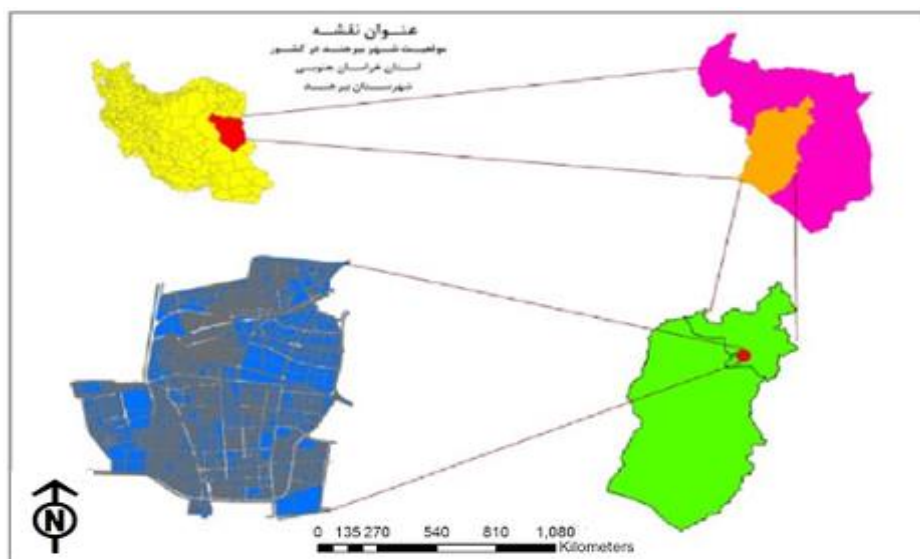 عنوان نقشه
موقعیت شهر بیرجند در کشور
استان خراسان جنوبی
شهرستان بیرجند
N
0 135 270 540 810 1,080
Kilometers